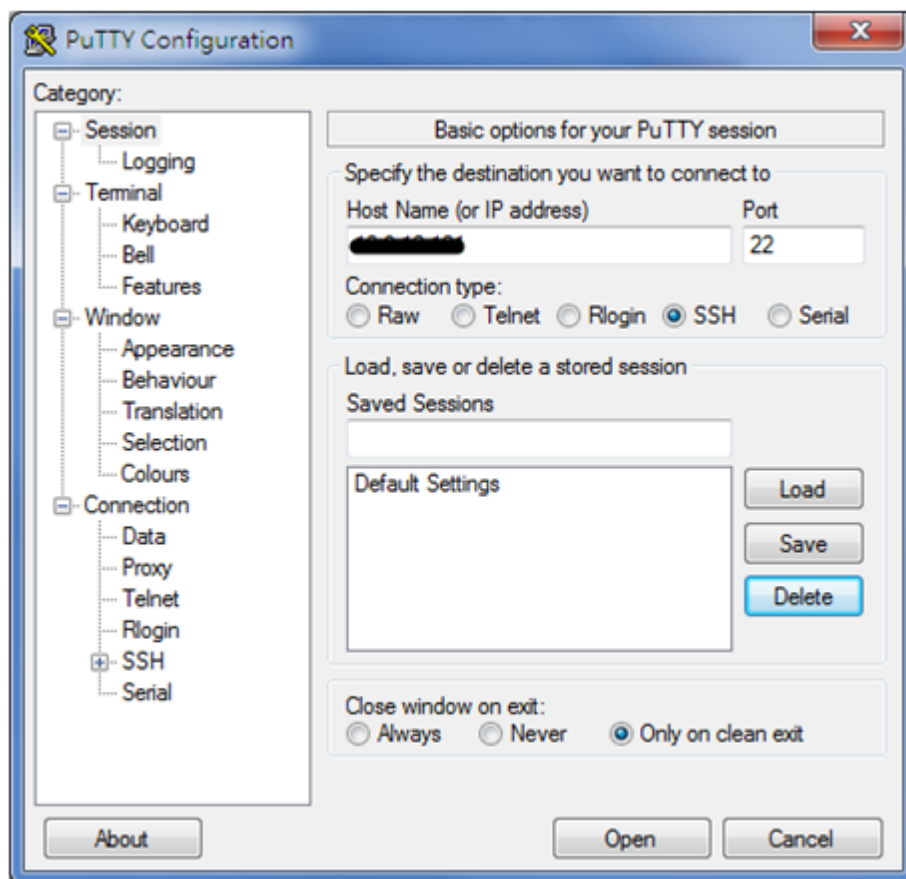 PuTTY Configuration
Category:
Session
Logging
Terminal
Keyboard
Bell
Features
Window
Appearance
Behaviour
Translation
Selection
Colours
Connection
Data
Proxy
Telnet
Rlogin
SSH
Serial
Basic options for your PuTTY session
Specify the destination you want to connect to
Host Name (or IP address) Port
22
Connection type:
Raw Telnet Rlogin SSH Serial
Load, save or delete a stored session
Saved Sessions
Default Settings
Load
Save
Delete
Close window on exit:
Always Never Only on clean exit
About Open Cancel